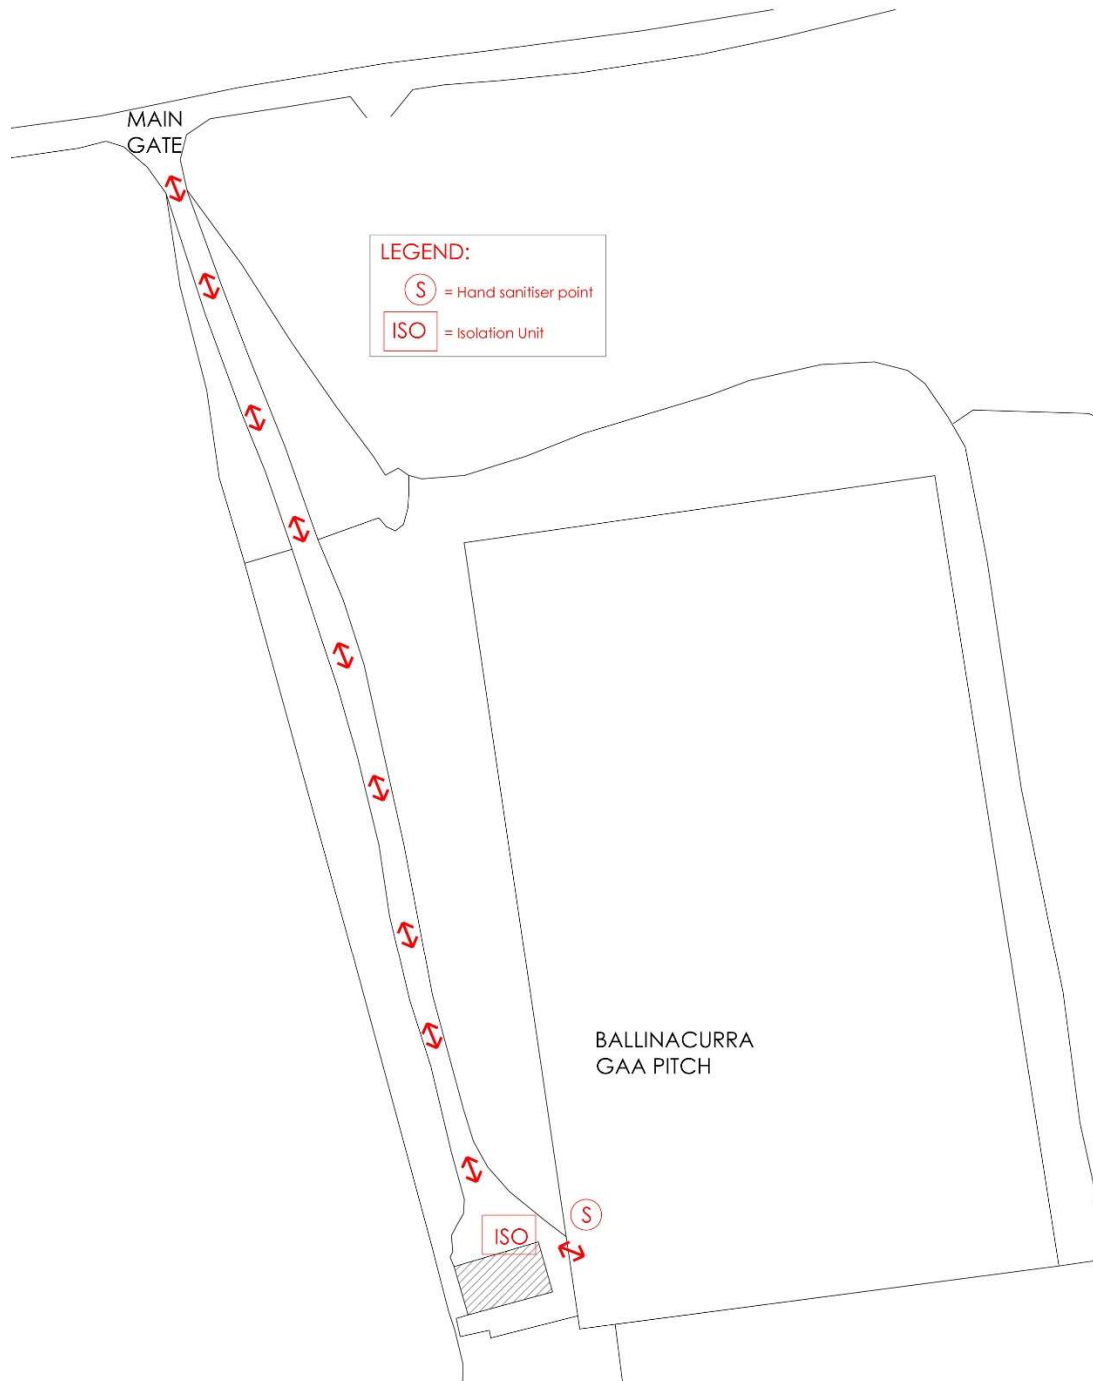 MAIN
GATE
LEGEND:
S = Hand sanitiser point
ISO = Isolation Unit
BALLINACURRA
GAA PITCH
S
ISO